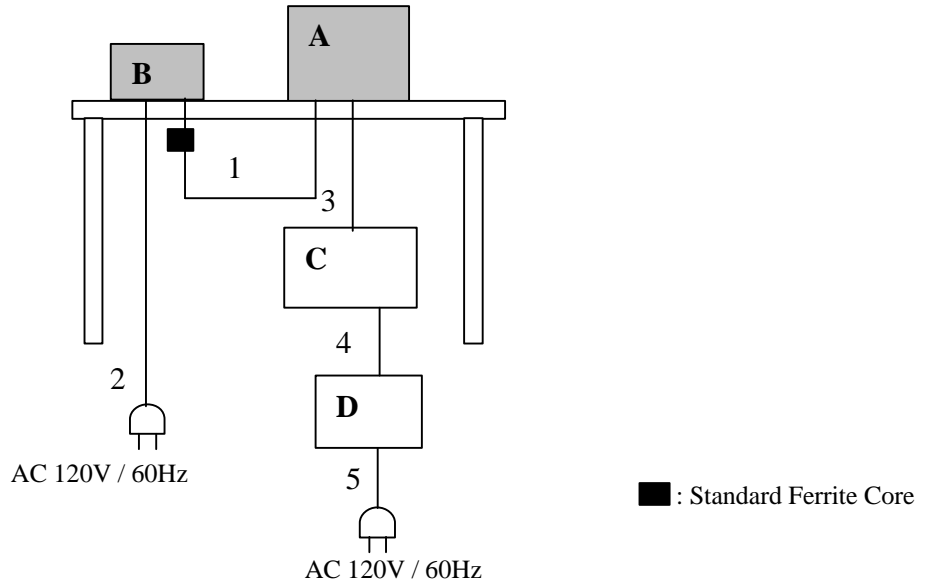 A
B
1
3
C
4
2
D
AC 120V / 60Hz
5
: Standard Ferrite Core
AC 120V / 60Hz